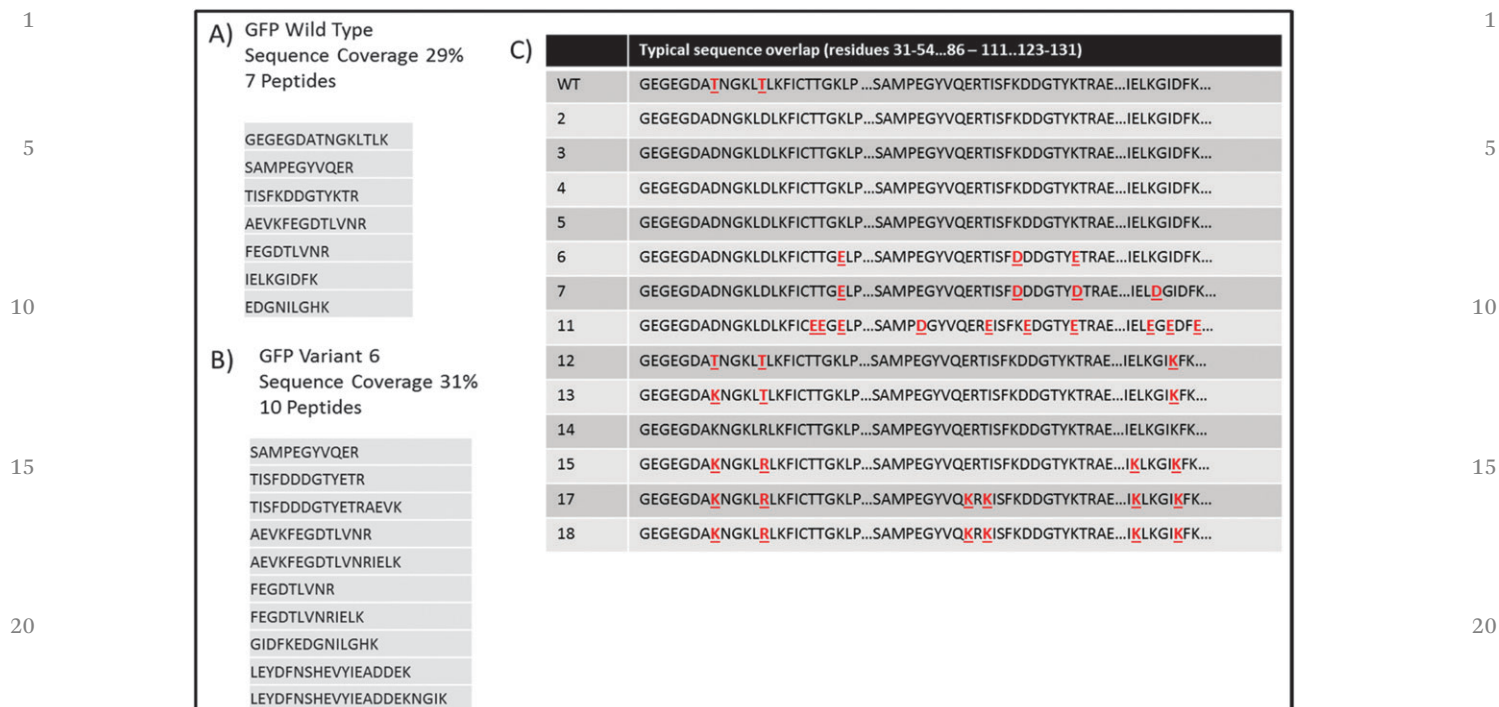 1
5
10
15
20
A) GFP Wild Type
Sequence Coverage 29%
7 Peptides
GEGEGDATNGKLTLK
SAMPEGYVQER
TISFKDDGTYKTR
AEVKFEGDTLVNR
FEGDTLVNR
IELKGIDFK
EDGNILGHK
B) GFP Variant 6
Sequence Coverage 31%
10 Peptides
SAMPEGYVQER
TISFDDDGTYETR
TISFDDDGTYETRAEVK
AEVKFEGDTLVNR
AEVKFEGDTLVNRIELK
FEGDTLVNR
FEGDTLVNRIELK
GIDFKEDGNILGHK
LEYDFNSHEVYIEADDEK
LEYDFNSHEVYIEADDEKNGIK
C)
Typical sequence overlap (residues 31-54...86 – 111..123-131)
WT GEGEGDATNGKLTLKFICTTGKLP...SAMPEGYVQERTISFKDDGTYKTRAE...IELKGIDFK...
2 GEGEGDADNGKLDLKFICTTGKLP...SAMPEGYVQERTISFKDDGTYKTRAE...IELKGIDFK...
3 GEGEGDADNGKLDLKFICTTGKLP...SAMPEGYVQERTISFKDDGTYKTRAE...IELKGIDFK...
4 GEGEGDADNGKLDLKFICTTGKLP...SAMPEGYVQERTISFKDDGTYKTRAE...IELKGIDFK...
5 GEGEGDADNGKLDLKFICTTGKLP...SAMPEGYVQERTISFKDDGTYKTRAE...IELKGIDFK...
6 GEGEGDADNGKLDLKFICTTGELP...SAMPEGYVQERTISFDDDGTYETRAE...IELKGIDFK...
7 GEGEGDADNGKLDLKFICTTGELP...SAMPEGYVQERTISFDDDGTYDTRAE...IELDGIDFK...
11 GEGEGDADNGKLDLKFICEEGELP...SAMPDGYVQEREISFKEDGTYETRAE...IELEGEDFE...
12 GEGEGDATNGKLTLKFICTTGKLP...SAMPEGYVQERTISFKDDGTYKTRAE...IELKGIKFK...
13 GEGEGDAKNGKLTLKFICTTGKLP...SAMPEGYVQERTISFKDDGTYKTRAE...IELKGIKFK...
14 GEGEGDAKNGKLRLKFICTTGKLP...SAMPEGYVQERTISFKDDGTYKTRAE...IELKGIKFK...
15 GEGEGDAKNGKLRLKFICTTGKLP...SAMPEGYVQERTISFKDDGTYKTRAE...IKLKGIKFK...
17 GEGEGDAKNGKLRLKFICTTGKLP...SAMPEGYVQKRKISFKDDGTYKTRAE...IKLKGIKFK...
18 GEGEGDAKNGKLRLKFICTTGKLP...SAMPEGYVQKRKISFKDDGTYKTRAE...IKLKGIKFK...
1
5
10
15
20